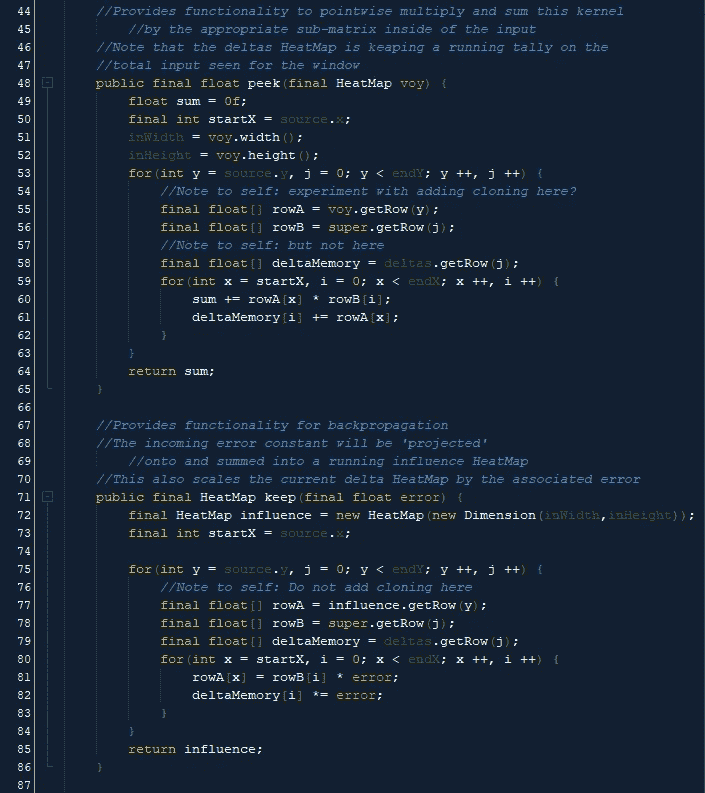 44 //Provides functionality to pointwise multiply and sum this kernel
45 //by the appropriate sub-matrix inside of the input
46 //Note that the deltas HeatMap is keaping a running tally on the
47 //total input seen for the window
48 public final float peek(final HeatMap voy) {
49 float sum = 0f;
50 final int startX = source.x;
51 inWidth = voy.width();
52 inHeight = voy.height();
53 for(int y = source.y, j = 0; y < endY; y ++, j ++) {
54 //Note to self: experiment with adding cloning here?
55 final float[] rowA = voy.getRow(y);
56 final float[] rowB = super.getRow(j);
57 //Note to self: but not here
58 final float[] deltaMemory = deltas.getRow(j);
59 for(int x = startX, i = 0; x < endX; x ++, i ++) {
60 sum += rowA[x] * rowB[i];
61 deltaMemory[i] += rowA[x];
62 }
63 }
64 return sum;
65 }
66
67 //Provides functionality for backpropagation
68 //The incoming error constant will be 'projected'
69 //onto and summed into a running influence HeatMap
70 //This also scales the current delta HeatMap by the associated error
71 public final HeatMap keep(final float error) {
72 final HeatMap influence = new HeatMap(new Dimension(inWidth,inHeight));
73 final int startX = source.x;
74
75 for(int y = source.y, j = 0; y < endY; y ++, j ++) {
76 //Note to self: Do not add cloning here
77 final float[] rowA = influence.getRow(y);
78 final float[] rowB = super.getRow(j);
79 final float[] deltaMemory = deltas.getRow(j);
80 for(int x = startX, i = 0; x < endX; x ++, i ++) {
81 rowA[x] = rowB[i] * error;
82 deltaMemory[i] *= error;
83 }
84 }
85 return influence;
86 }
87